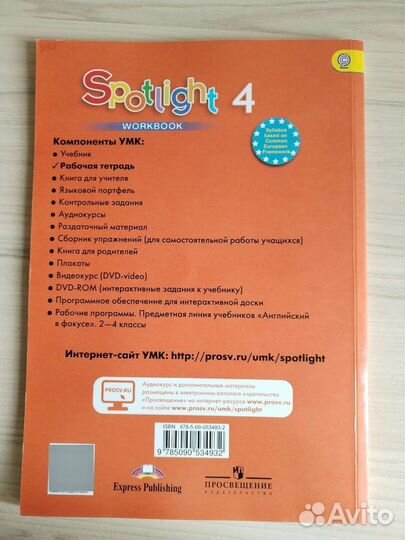 Spotlight 4
WORKBOOK
Компоненты УМК:
• Учебник
✓ Рабочая тетрадь
• Книга для учителя
• Языковой портфель
• Контрольные задания
• Аудиокурсы
• Раздаточный материал
• Сборник упражнений (для самостоятельной работы учащихся)
• Книга для родителей
• Плакаты
• Видеокурс (DVD-video)
• DVD-ROM (интерактивные задания к учебнику)
• Программное обеспечение для интерактивной доски
• Рабочие программы. Предметная линия учебников «Английский
в фокусе». 2—4 классы
Syllabus
based on
Common
European
Framework
Интернет-сайт УМК: http://prosv.ru/umk/spotlight
PROSV.RU
Аудиокурс и дополнительные материалы
размещены в электронном каталоге издательства
«Просвещение» на интернет-ресурсе www.prosv.ru
и на сайте www.prosv.ru/umk/spotlight
ISBN 978-5-09-053493-2
9 785090 534932
Express Publishing
ПРОСВЕЩЕНИЕ
ИЗДАТЕЛЬСТВО
Avito